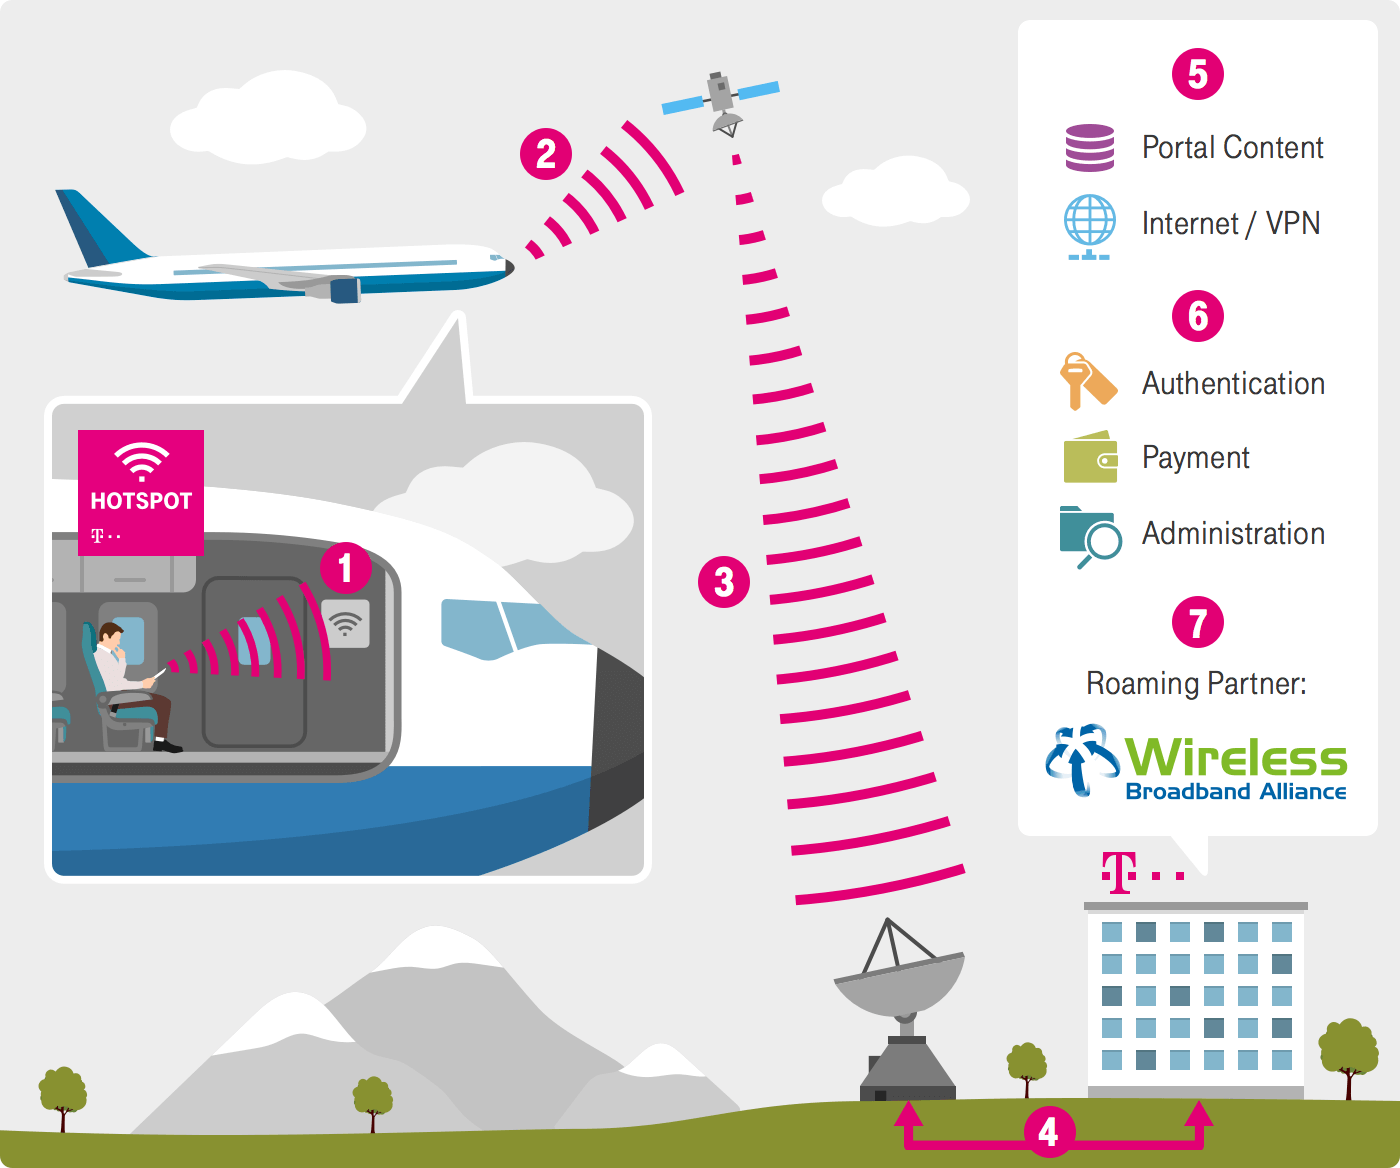 5
Portal Content
Internet / VPN
6
Authentication
Payment
Administration
7
Roaming Partner:
Wireless
Broadband Alliance
2
HOTSPOT
T··
1
3
T··
4